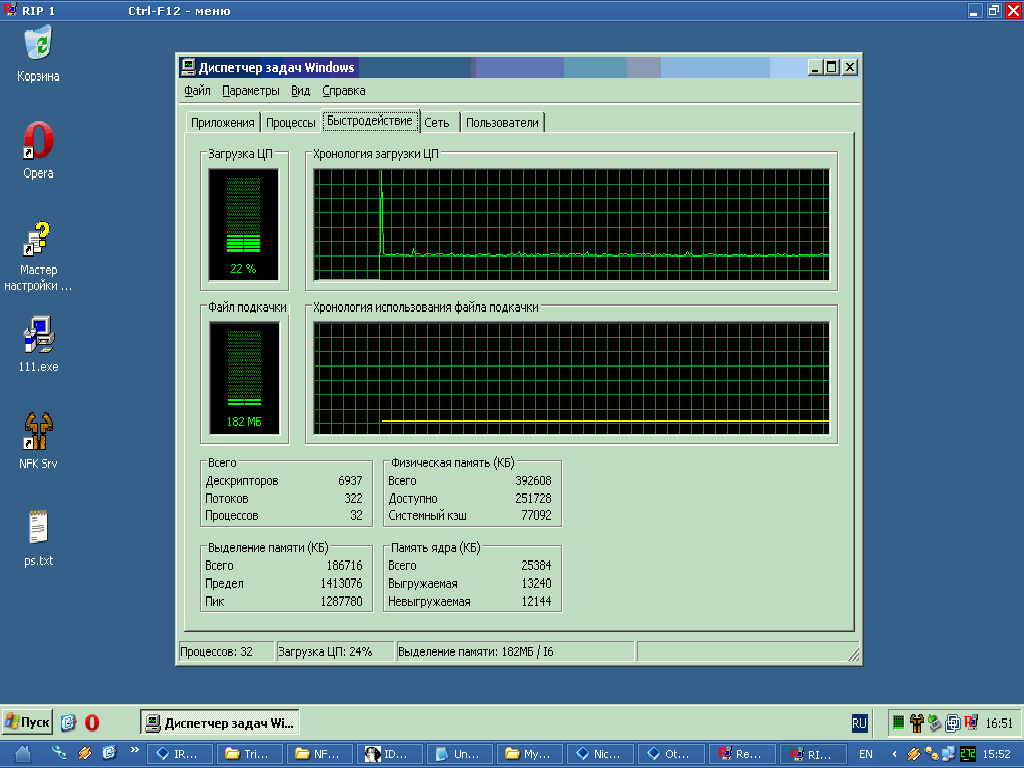 RIP 1 Ctrl-F12 - меню
Корзина
Opera
Мастер
настройки ...
111.exe
NFK Srv
ps.txt
Диспетчер задач Windows
Файл Параметры Вид Справка
Приложения Процессы Быстродействие Сеть Пользователи
Загрузка ЦП
22 %
Хронология загрузки ЦП
Файл подкачки
182 МБ
Хронология использования файла подкачки
Всего
Дескрипторов 6937
Потоков 322
Процессов 32
Физическая память (КБ)
Всего 392608
Доступно 251728
Системный кэш 77092
Выделение памяти (КБ)
Всего 186716
Предел 1413076
Пик 1287780
Память ядра (КБ)
Всего 25384
Выгружаемая 13240
Невыгружаемая 12144
Процессов: 32 Загрузка ЦП: 24% Выделение памяти: 182МБ / Iб
Пуск Диспетчер задач Wi... RU 16:51
IR... Tri... NF... ID... Un... My... Nic... Ot... Re... RI... EN 272 15:52